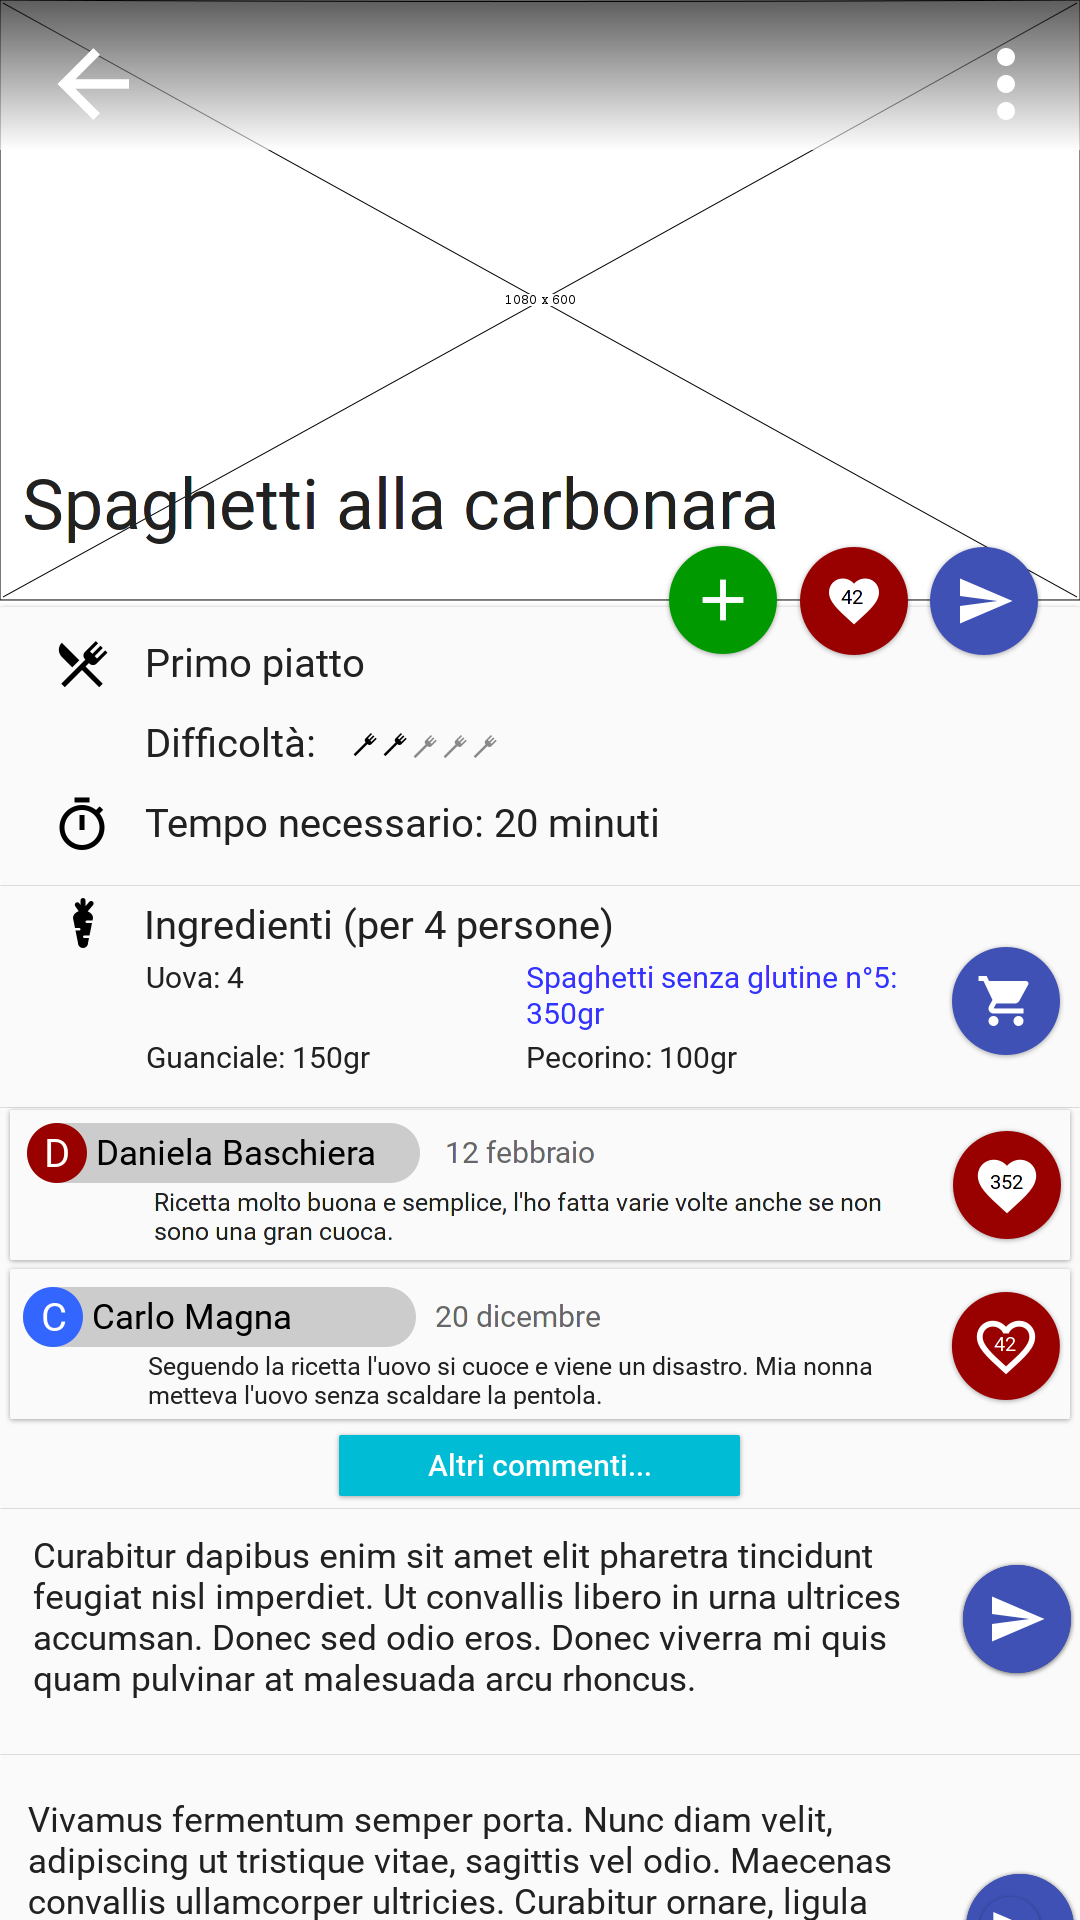 1080 x 600
Spaghetti alla carbonara
42
Primo piatto
Difficoltà:
Tempo necessario: 20 minuti
Ingredienti (per 4 persone)
Uova: 4
Spaghetti senza glutine n°5:
350gr
Guanciale: 150gr
Pecorino: 100gr
D Daniela Baschiera 12 febbraio
Ricetta molto buona e semplice, l'ho fatta varie volte anche se non
sono una gran cuoca.
352
C Carlo Magna 20 dicembre
Seguendo la ricetta l'uovo si cuoce e viene un disastro. Mia nonna
metteva l'uovo senza scaldare la pentola.
42
Altri commenti...
Curabitur dapibus enim sit amet elit pharetra tincidunt
feugiat nisl imperdiet. Ut convallis libero in urna ultrices
accumsan. Donec sed odio eros. Donec viverra mi quis
quam pulvinar at malesuada arcu rhoncus.
Vivamus fermentum semper porta. Nunc diam velit,
adipiscing ut tristique vitae, sagittis vel odio. Maecenas
convallis ullamcorper ultricies. Curabitur ornare, ligula